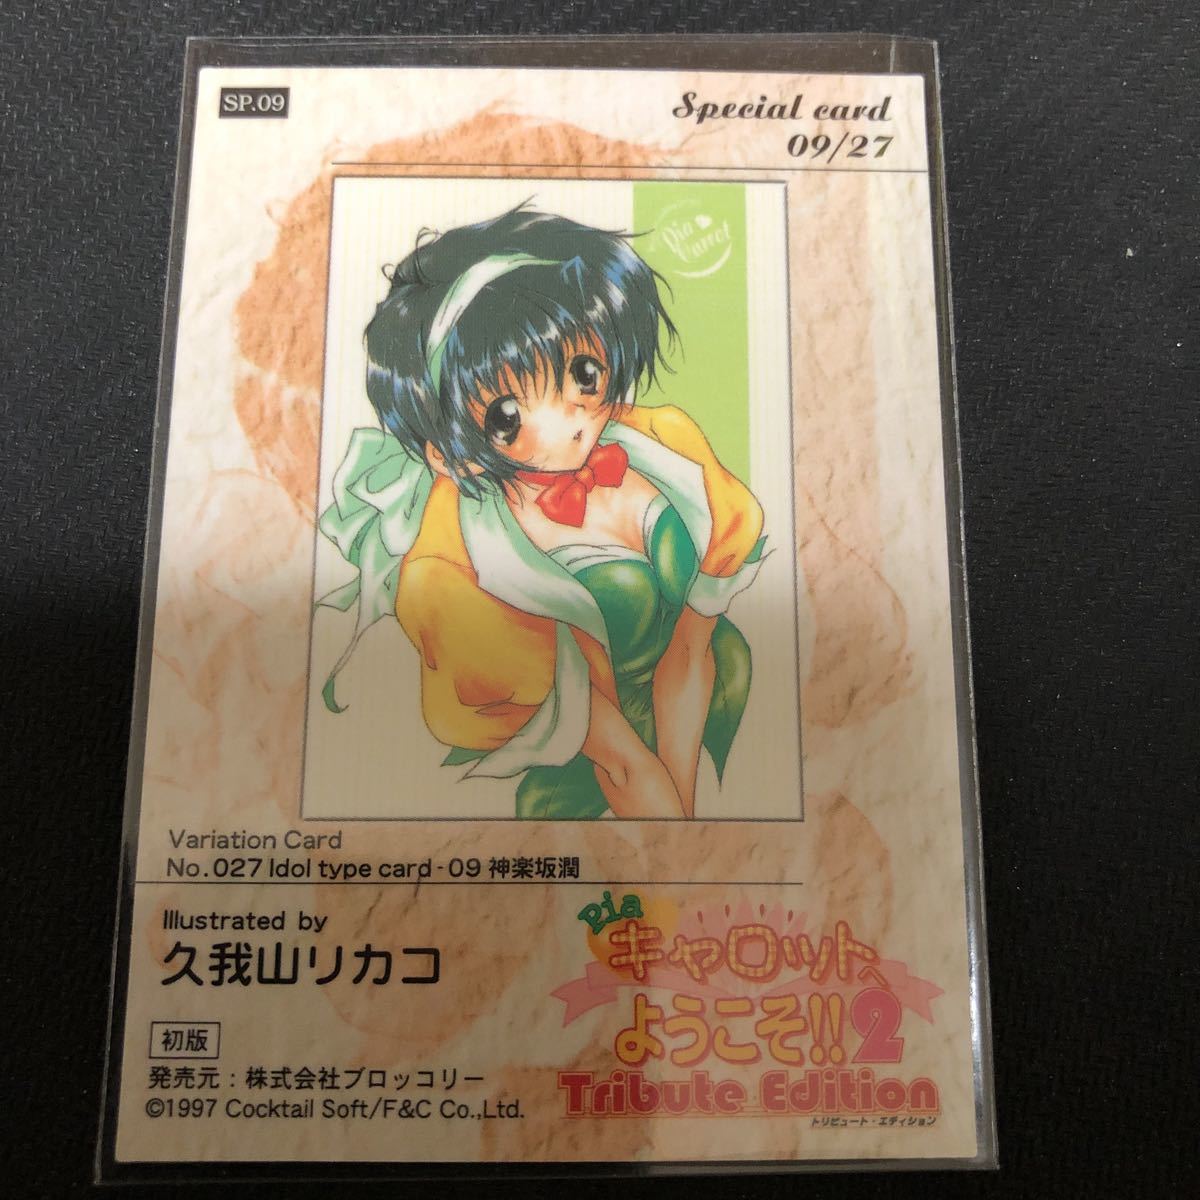 SP.09
Special card
09/27
Pia
Carrot
Variation Card
No.027 Idol type card - 09 神楽坂潤
Illustrated by
久我山リカコ
初版
発売元：株式会社ブロッコリー
©1997 Cocktail Soft/F&C Co.,Ltd.
Pia
キャロットへ
ようこそ!!2
Tribute Edition
トリビュート・エディション